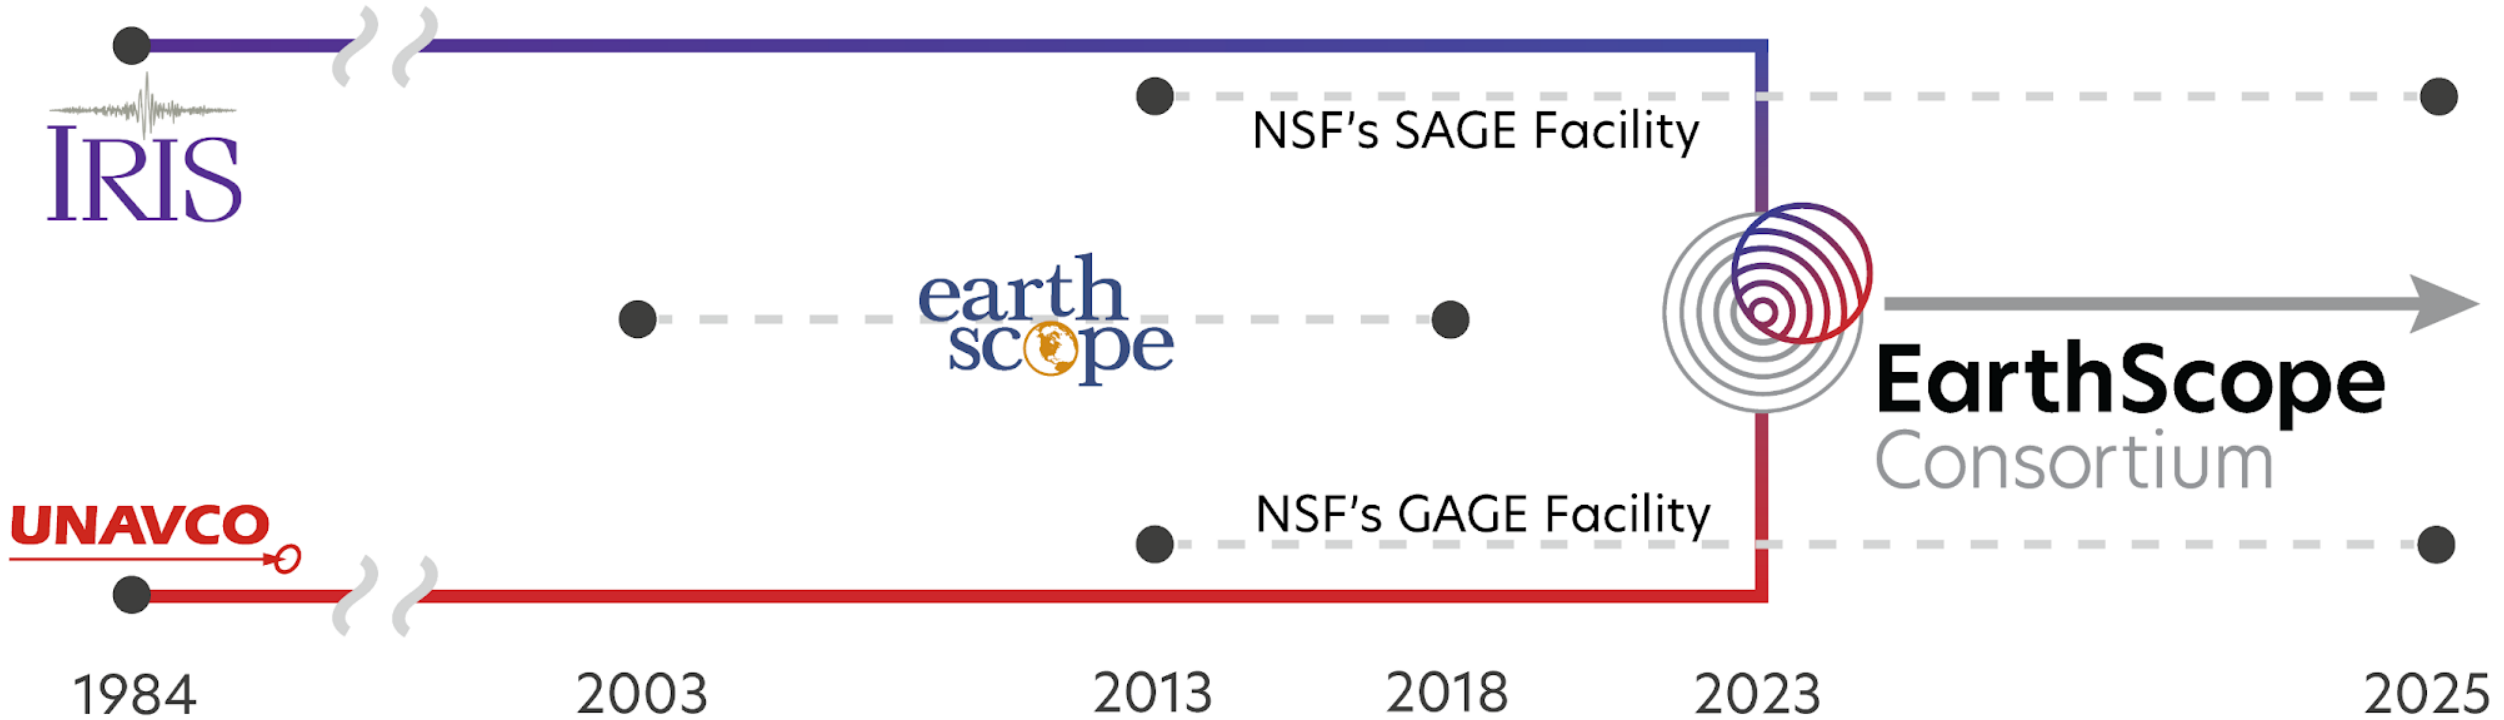 IRIS
NSF's SAGE Facility
earth
scope
EarthScope
Consortium
UNAVCO
NSF's GAGE Facility
1984
2003
2013
2018
2023
2025